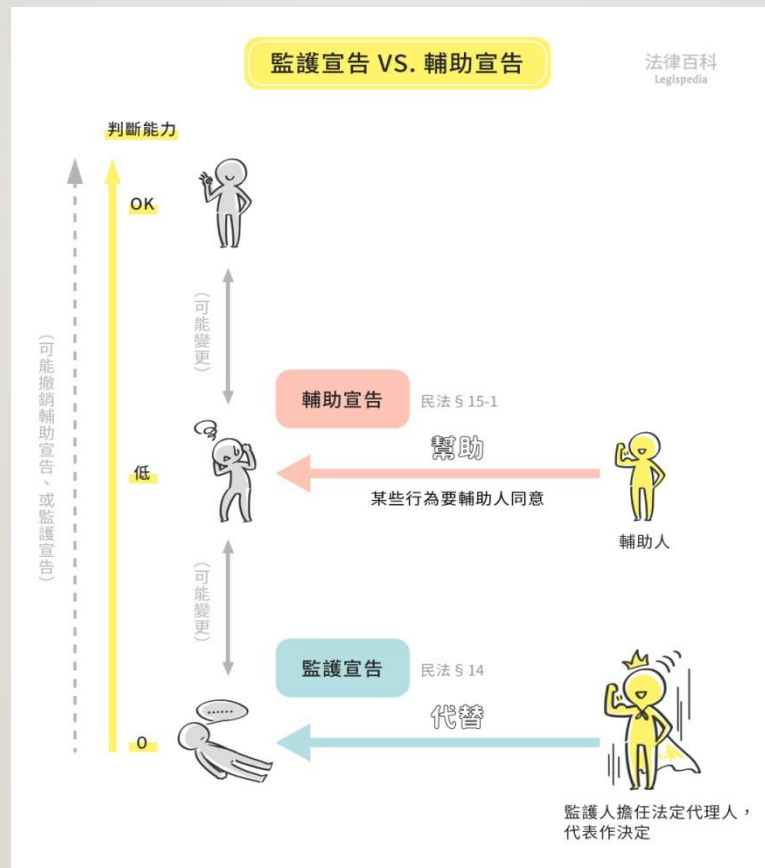 監護宣告 VS. 輔助宣告
法律百科
Legispedia
判斷能力
OK
(可能變更)
(可能撤銷輔助宣告、或監護宣告)
輔助宣告
民法§15-1
幫助
低
某些行為要輔助人同意
輔助人
(可能變更)
監護宣告
民法§14
......
代替
0
監護人擔任法定代理人，
代表作決定